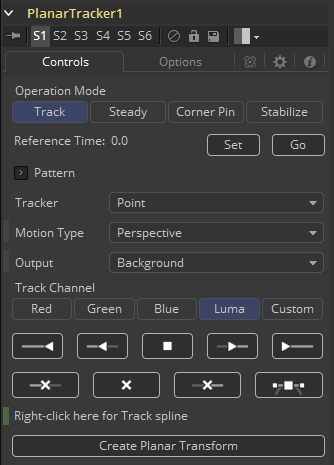 PlanarTracker1
S1 S2 S3 S4 S5 S6
Controls Options
Operation Mode
Track Steady Corner Pin Stabilize
Reference Time: 0.0 Set Go
Pattern
Tracker Point
Motion Type Perspective
Output Background
Track Channel
Red Green Blue Luma Custom
Right-click here for Track spline
Create Planar Transform